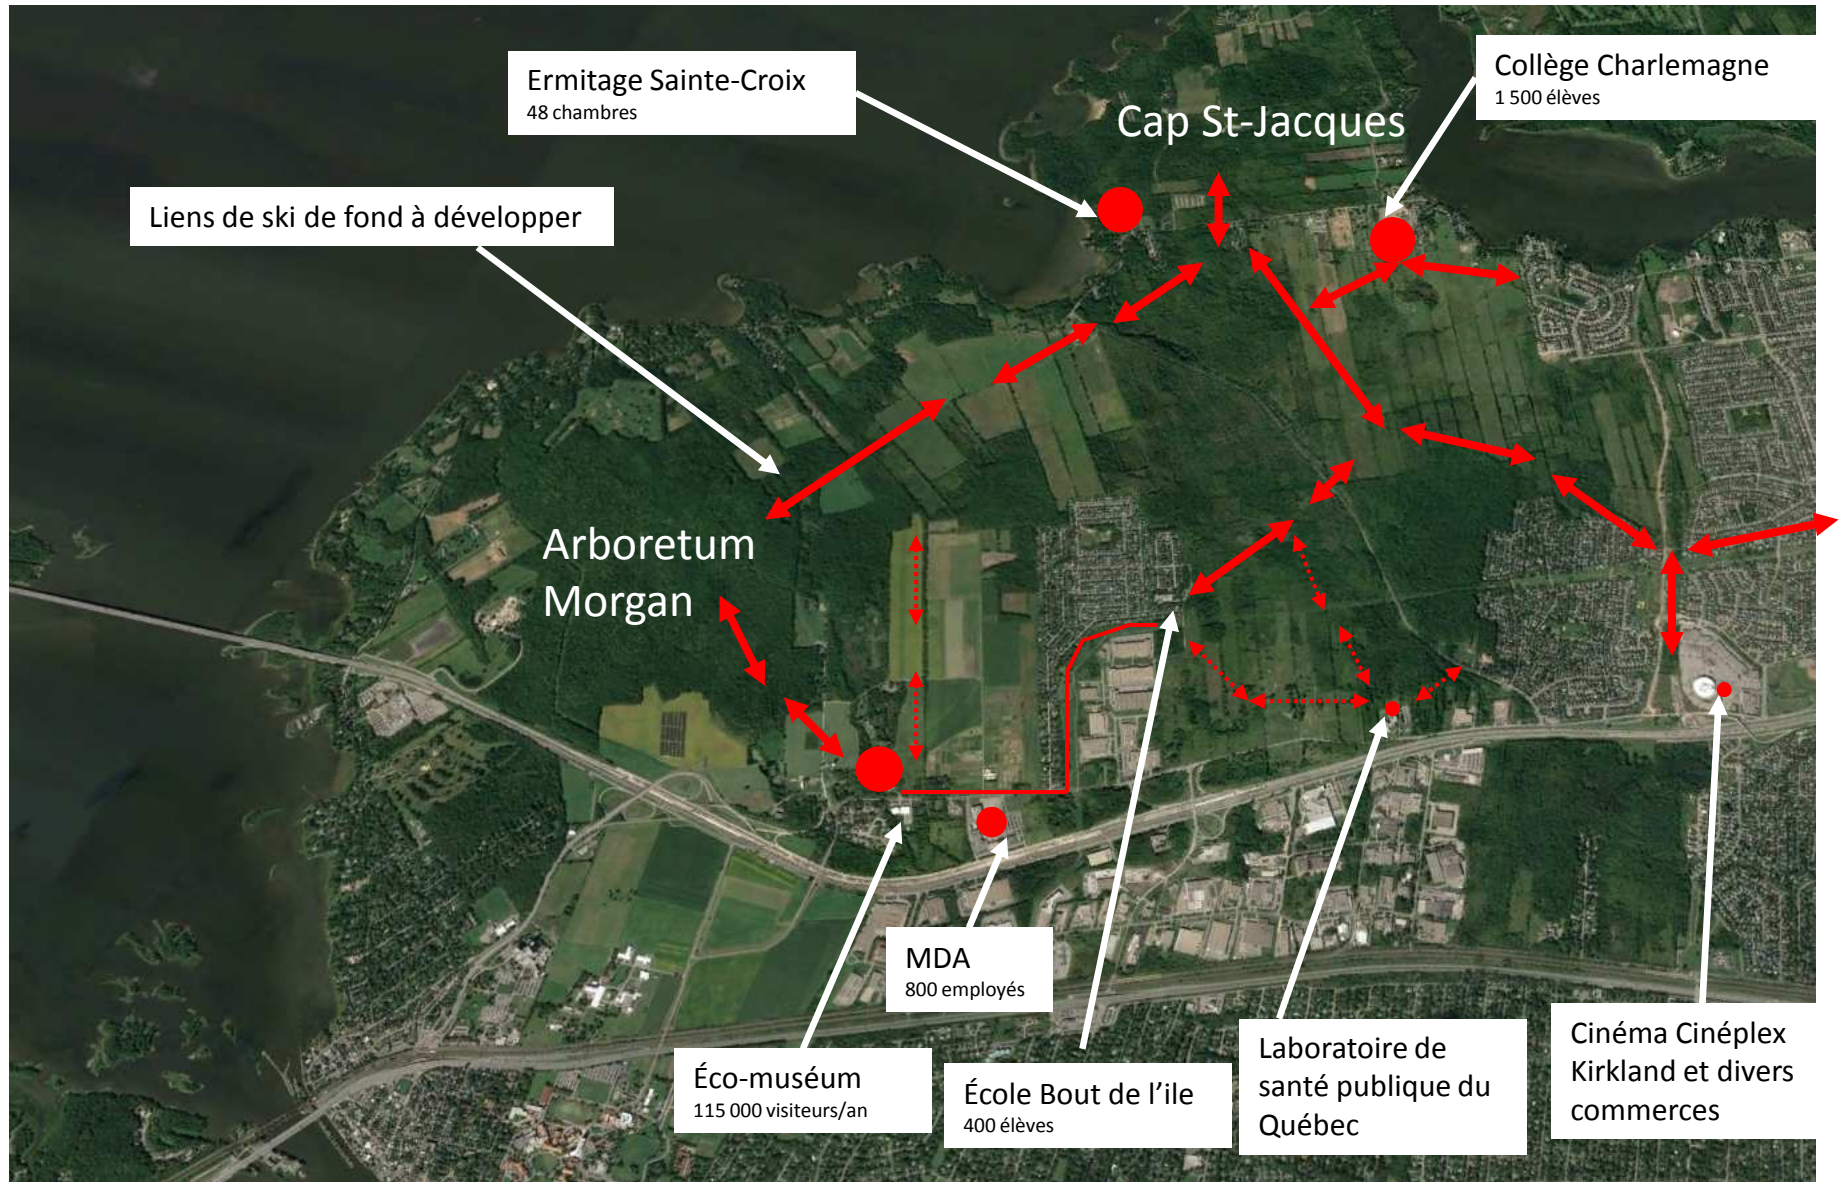 Ermitage Sainte-Croix
48 chambres
Collège Charlemagne
1 500 élèves
Cap St-Jacques
Liens de ski de fond à développer
Arboretum
Morgan
MDA
800 employés
Éco-muséum
115 000 visiteurs/an
École Bout de l’ile
400 élèves
Laboratoire de
santé publique du
Québec
Cinéma Cinéplex
Kirkland et divers
commerces